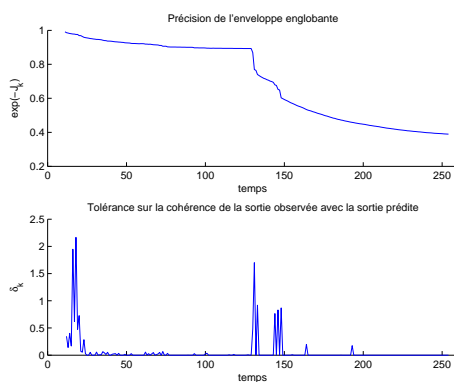 Précision de l'enveloppe englobante
1
0.8
0.6
0.4
0.2
exp(−J_k)
0 50 100 150 200 250
temps
Tolérance sur la cohérence de la sortie observée avec la sortie prédite
2.5
2
1.5
1
0.5
0
δ_k
0 50 100 150 200 250
temps